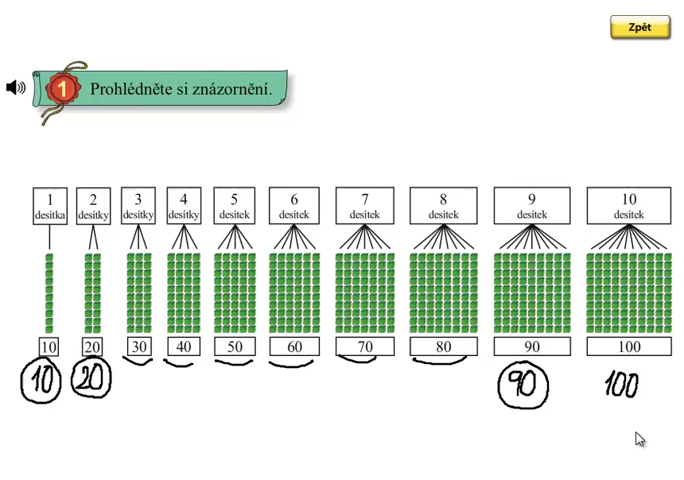 Zpět
1 Prohlédněte si znázornění.
1 2 3 4 5 6 7 8 9 10
desítka desítky desítky desítky desítek desítek desítek desítek desítek desítek
10 20 30 40 50 60 70 80 90 100
10 20 90 100